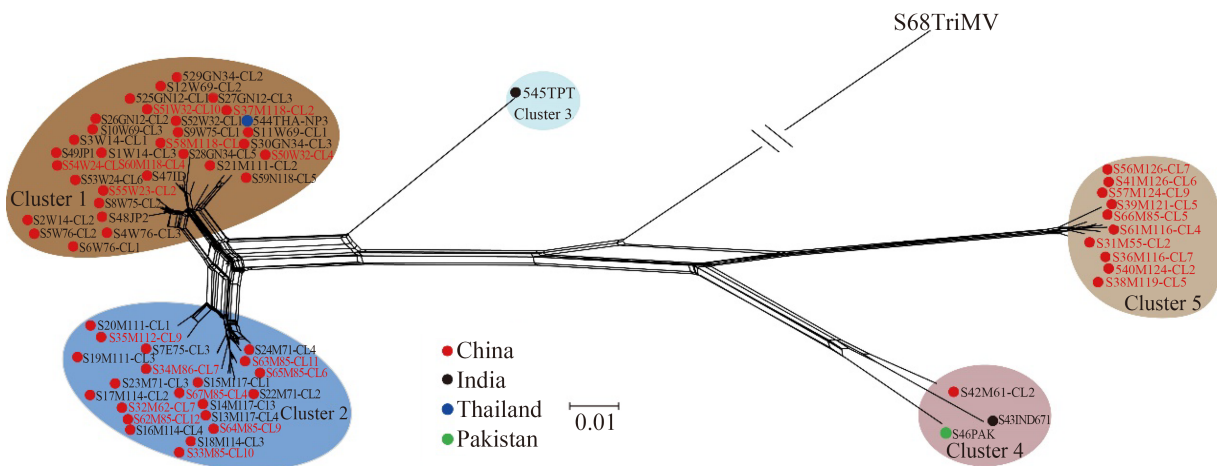 S68TriMV
529GN34-CL2
S12W69-CL2
525GN12-CL1
S27GN12-CL3
S51W32-CL10
S37M118-CL2
S26GN12-CL2
S52W32-CL1
544THA-NP3
S10W69-CL3
S9W75-CL1
S11W69-CL1
S3W14-CL1
S58M118-CL
S30GN34-CL3
S49JP1
S1W14-CL3
S28GN34-CL5
S50W32-CL4
S54W24-CL
S60M118-CL4
S21M111-CL2
S53W24-CL6
S47ID
S59N118-CL5
Cluster 1
S55W23-CL2
S8W75-CL2
S2W14-CL2
S48JP2
S5W76-CL2
S4W76-CL3
S6W76-CL1
545TPT
Cluster 3
S56M126-CL7
S41M126-CL6
S57M124-CL9
S39M121-CL5
S66M85-CL5
S61M116-CL4
S31M55-CL2
S36M116-CL7
540M124-CL2
S38M119-CL5
Cluster 5
S20M111-CL1
S35M112-CL9
S7E75-CL3
S24M71-CL4
S19M111-CL3
S63M85-CL11
S34M86-CL7
S65M85-CL6
S23M71-CL3
S15M117-CL1
S17M114-CL2
S67M85-CL4
S22M71-CL2
S32M62-CL7
S14M117-C13
Cluster 2
S62M85-CL12
S13M117-CL4
S16M114-CL4
S64M85-CL9
S18M114-CL3
S33M85-CL10
China
India
Thailand
Pakistan
0.01
S42M61-CL2
S43IND671
S46PAK
Cluster 4